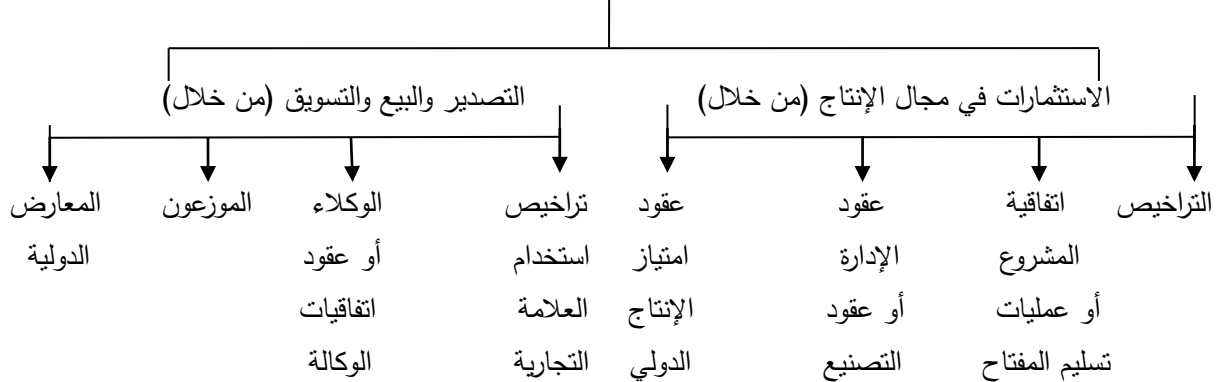 الاستثمارات في مجال الإنتاج (من خلال)
التصدير والبيع والتسويق (من خلال)
التراخيص
اتفاقية
المشروع
أو عمليات
تسليم المفتاح
عقود
الإدارة
أو عقود
التصنيع
عقود
امتياز
الإنتاج
الدولي
تراخيص
استخدام
العلامة
التجارية
الوكلاء
أو عقود
اتفاقيات
الوكالة
الموزعون
المعارض
الدولية